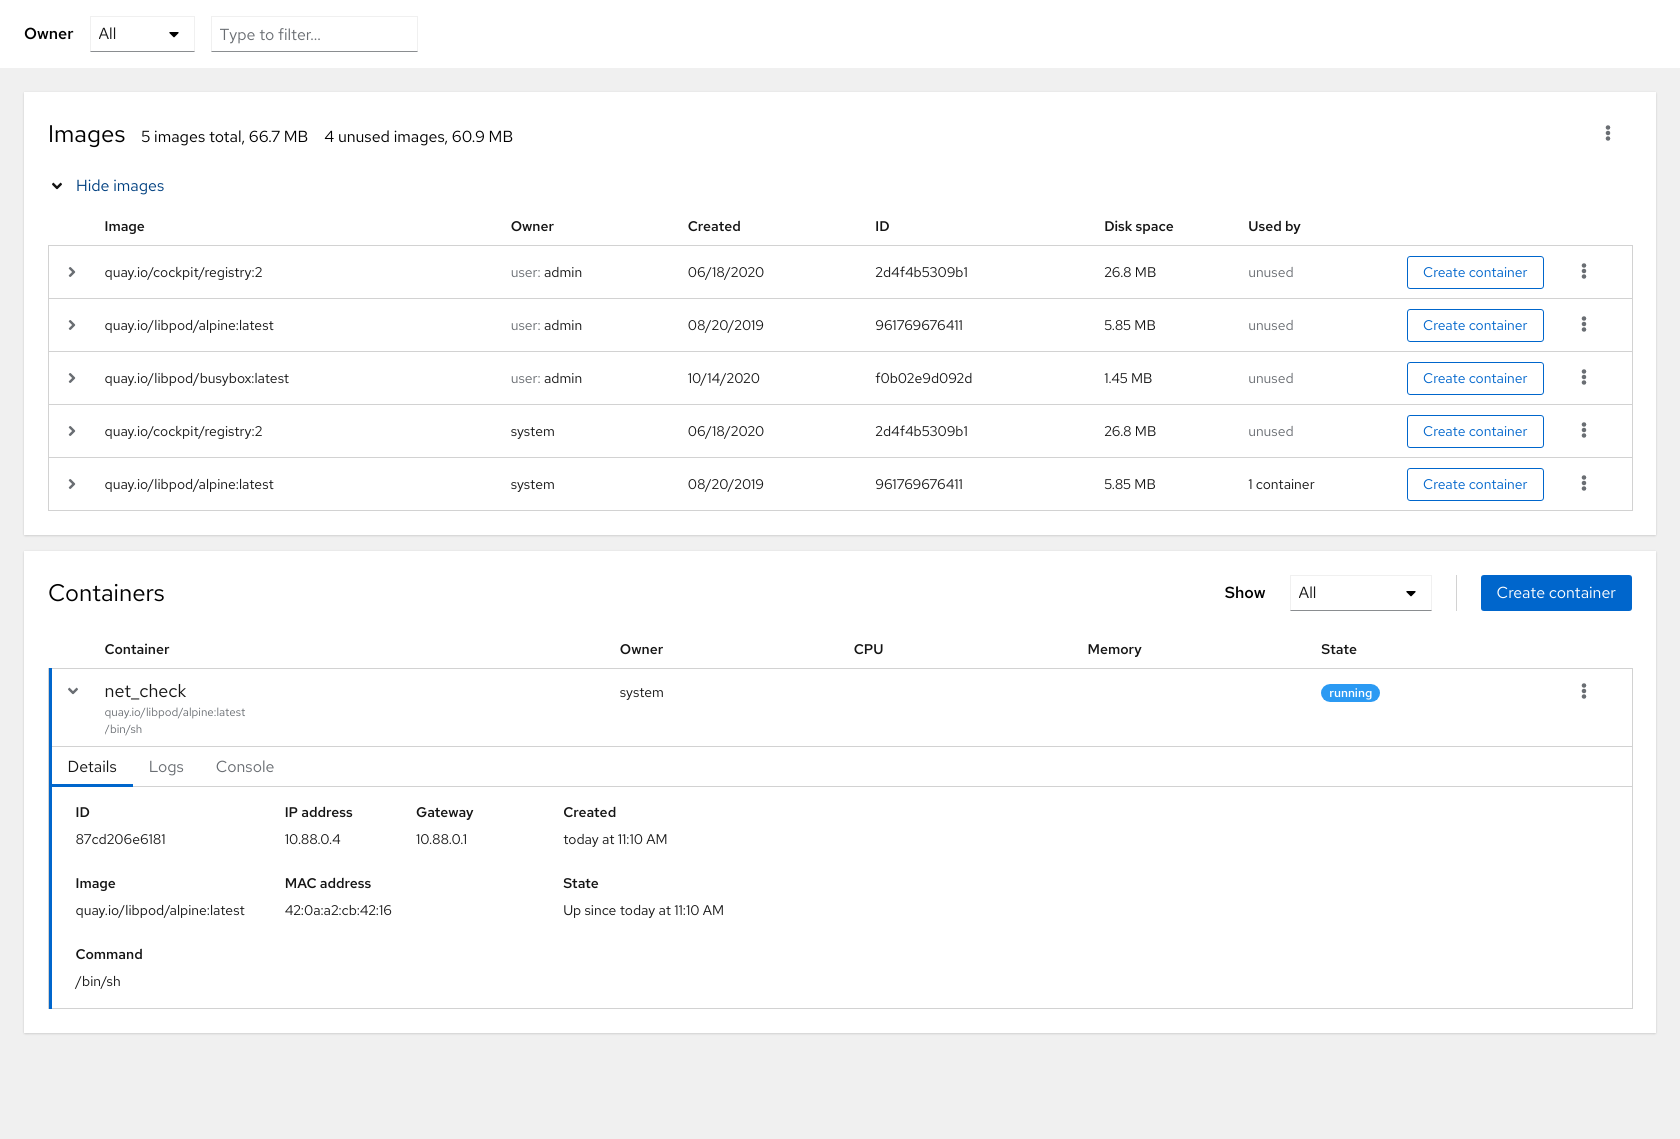 Owner All Type to filter...
Images 5 images total, 66.7 MB 4 unused images, 60.9 MB
Hide images
Image Owner Created ID Disk space Used by
quay.io/cockpit/registry:2 user: admin 06/18/2020 2d4f4b5309b1 26.8 MB unused Create container
quay.io/libpod/alpine:latest user: admin 08/20/2019 961769676411 5.85 MB unused Create container
quay.io/libpod/busybox:latest user: admin 10/14/2020 f0b02e9d092d 1.45 MB unused Create container
quay.io/cockpit/registry:2 system 06/18/2020 2d4f4b5309b1 26.8 MB unused Create container
quay.io/libpod/alpine:latest system 08/20/2019 961769676411 5.85 MB 1 container Create container
Containers Show All Create container
Container Owner CPU Memory State
net_check system running
quay.io/libpod/alpine:latest
/bin/sh
Details Logs Console
ID IP address Gateway Created
87cd206e6181 10.88.0.4 10.88.0.1 today at 11:10 AM
Image MAC address State
quay.io/libpod/alpine:latest 42:0a:a2:cb:42:16 Up since today at 11:10 AM
Command
/bin/sh